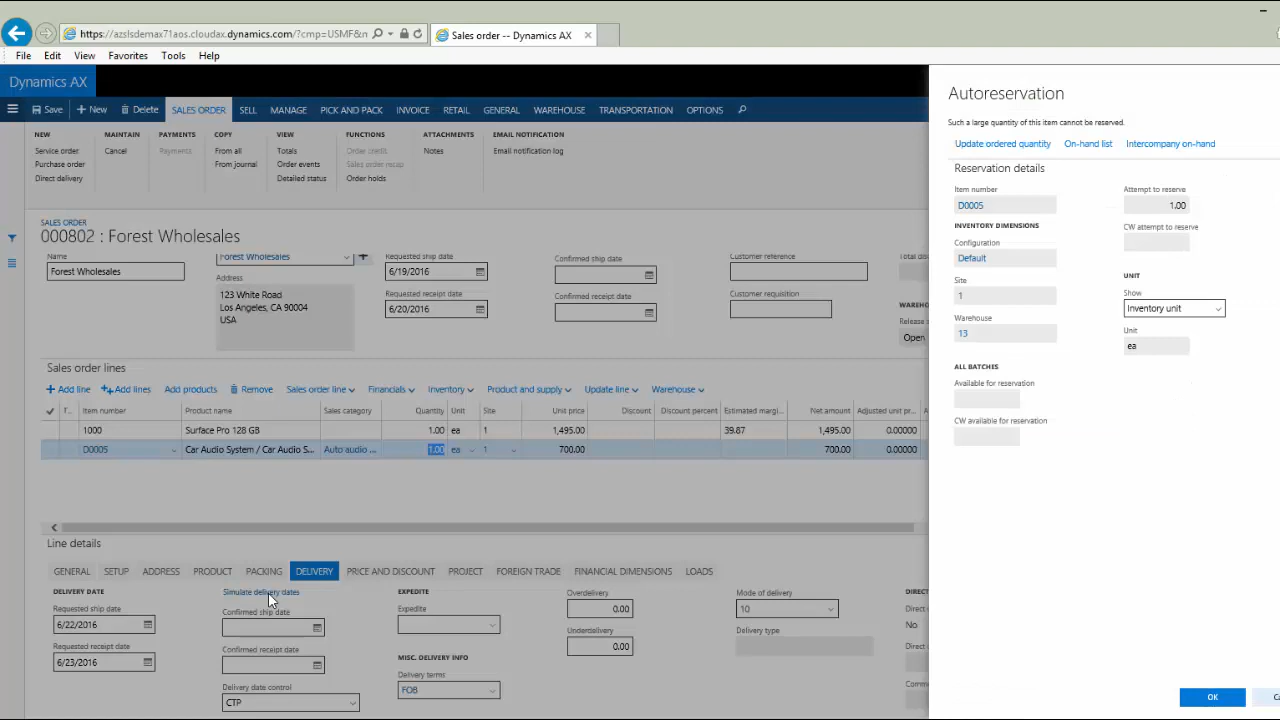 https://azslsdemax71aos.cloudax.dynamics.com/?cmp=USMF&n
Sales order -- Dynamics AX
File Edit View Favorites Tools Help
Dynamics AX
Save New Delete SALES ORDER SELL MANAGE PICK AND PACK INVOICE RETAIL GENERAL WAREHOUSE TRANSPORTATION OPTIONS
NEW MAINTAIN PAYMENTS COPY VIEW FUNCTIONS ATTACHMENTS EMAIL NOTIFICATION
Service order Cancel Payments From all Totals Order credit Notes Email notification log
Purchase order From journal Order events Sales order recap
Direct delivery Detailed status Order holds
SALES ORDER
000802 : Forest Wholesales
Name Forest Wholesales Requested ship date Confirmed ship date Customer reference Total disc
Forest Wholesales 6/19/2016
Address
123 White Road
Los Angeles, CA 90004
USA
Requested receipt date Confirmed receipt date Customer requisition WAREHO
6/20/2016 Release s
Open
Sales order lines
+ Add line Add lines Add products Remove Sales order line Financials Inventory Product and supply Update line Warehouse
T... Item number Product name Sales category Quantity Unit Site Unit price Discount Discount percent Estimated margi... Net amount Adjusted unit pr... A
1000 Surface Pro 128 GB 1.00 ea 1 1,495.00 39.87 1,495.00 0.00000
D0005 Car Audio System / Car Audio S... Auto audio ... 1.00 ea 1 700.00 700.00 0.00000
Line details
GENERAL SETUP ADDRESS PRODUCT PACKING DELIVERY PRICE AND DISCOUNT PROJECT FOREIGN TRADE FINANCIAL DIMENSIONS LOADS
DELIVERY DATE Simulate delivery dates EXPEDITE Overdelivery Mode of delivery DIRECT
Requested ship date Confirmed ship date Expedite 0.00 10 Direct
6/22/2016 Underdelivery Delivery type No
Requested receipt date Confirmed receipt date MISC. DELIVERY INFO 0.00 Direct
6/23/2016 Delivery terms
Delivery date control FOB Comm
CTP
Autoreservation
Such a large quantity of this item cannot be reserved.
Update ordered quantity On-hand list Intercompany on-hand
Reservation details
Item number Attempt to reserve
D0005 1.00
INVENTORY DIMENSIONS CW attempt to reserve
Configuration
Default
UNIT
Site Show
1 Inventory unit
Warehouse Unit
13 ea
ALL BATCHES
Available for reservation
CW available for reservation
OK Ca